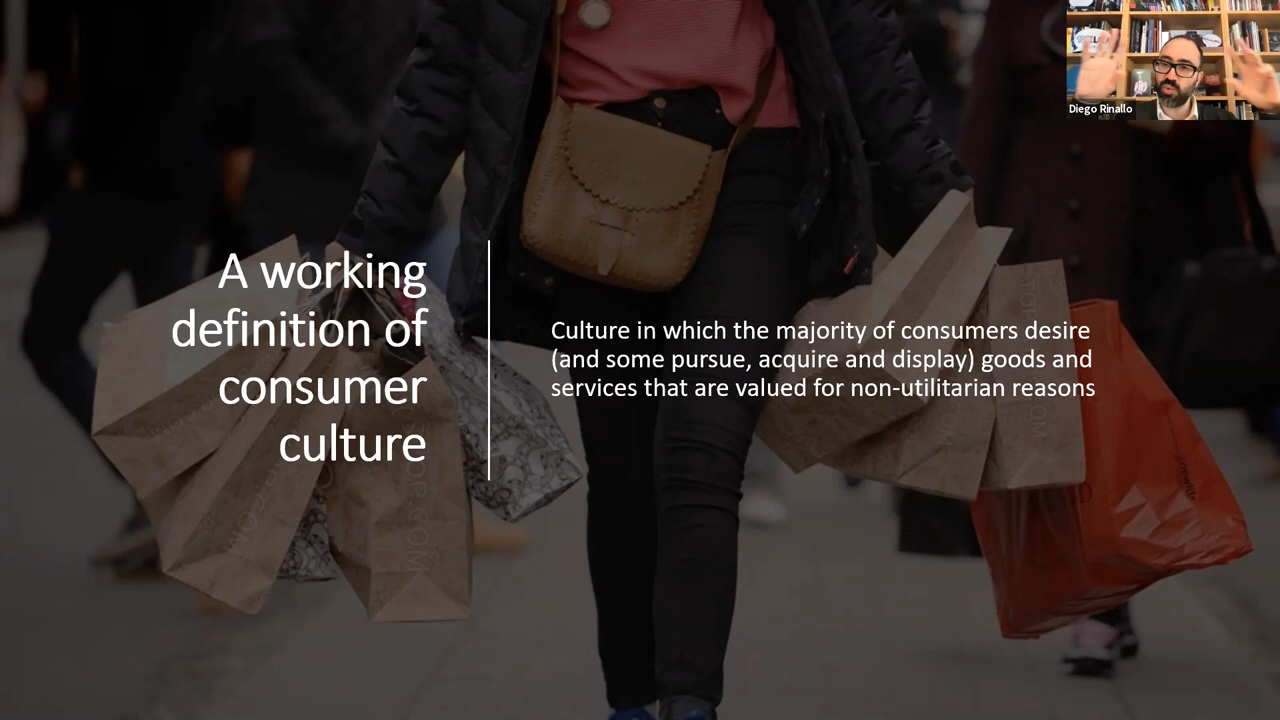 Diego Rinallo
A working
definition of
consumer
culture
Culture in which the majority of consumers desire
(and some pursue, acquire and display) goods and
services that are valued for non-utilitarian reasons